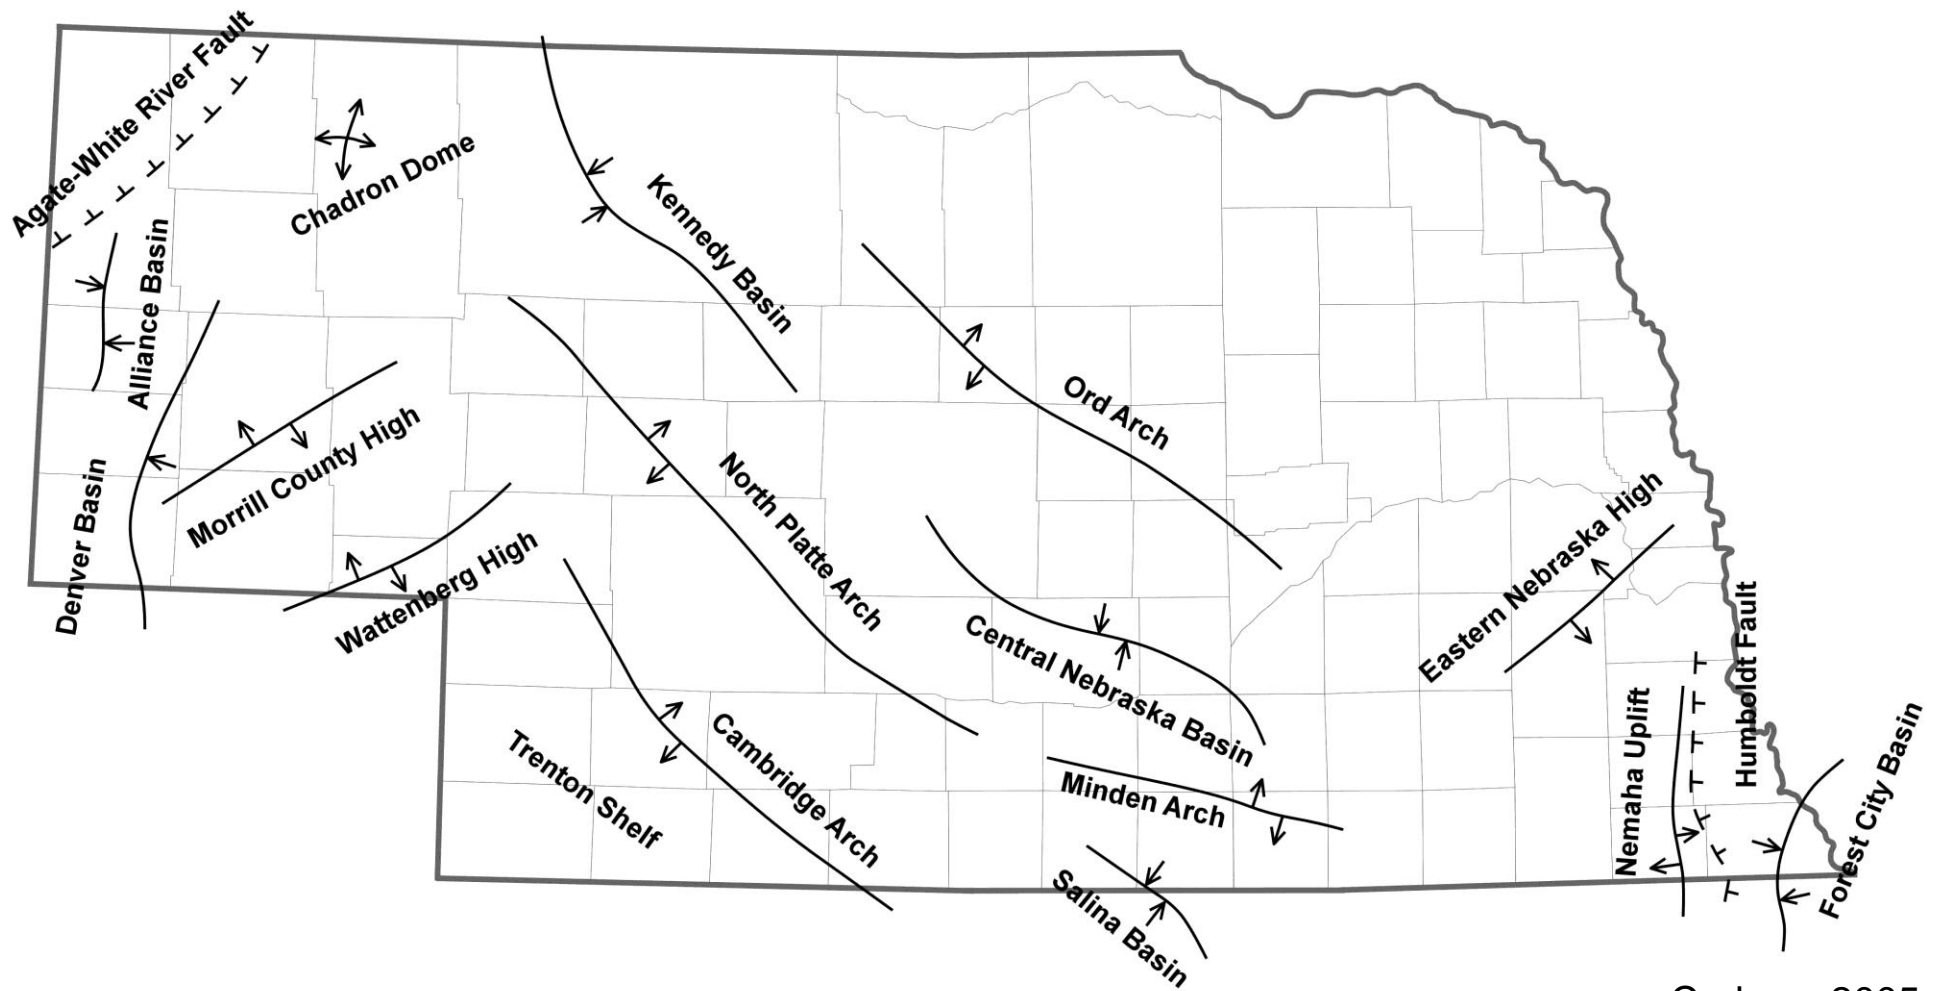 Agate-White River Fault
Chadron Dome
Kennedy Basin
Alliance Basin
Ord Arch
Morrill County High
North Platte Arch
Denver Basin
Wattenberg High
Eastern Nebraska High
Central Nebraska Basin
Humboldt Fault
Cambridge Arch
Trenton Shelf
Minden Arch
Nemaha Uplift
Forest City Basin
Salina Basin